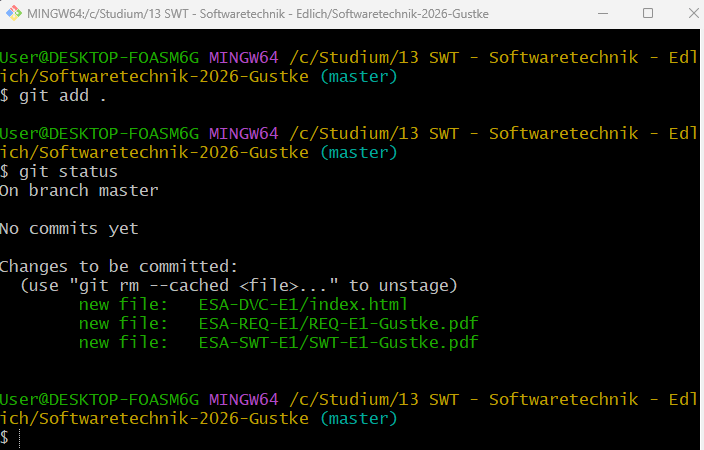 MINGW64:/c/Studium/13 SWT - Softwaretechnik - Edlich/Softwaretechnik-2026-Gustke
User@DESKTOP-FOASM6G MINGW64 /c/Studium/13 SWT - Softwaretechnik - Edl
ich/Softwaretechnik-2026-Gustke (master)
$ git add .
User@DESKTOP-FOASM6G MINGW64 /c/Studium/13 SWT - Softwaretechnik - Edl
ich/Softwaretechnik-2026-Gustke (master)
$ git status
On branch master
No commits yet
Changes to be committed:
(use "git rm --cached <file>..." to unstage)
new file: ESA-DVC-E1/index.html
new file: ESA-REQ-E1/REQ-E1-Gustke.pdf
new file: ESA-SWT-E1/SWT-E1-Gustke.pdf
User@DESKTOP-FOASM6G MINGW64 /c/Studium/13 SWT - Softwaretechnik - Edl
ich/Softwaretechnik-2026-Gustke (master)
$